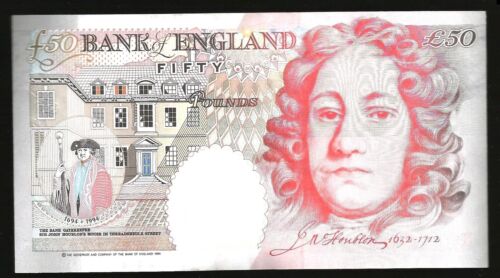 £50 BANK of ENGLAND £50
FIFTY
POUNDS
1694 • 1994
THE BANK GATEKEEPER
SIR JOHN HOUBLON'S HOUSE IN THREADNEEDLE STREET
© THE GOVERNOR AND COMPANY OF THE BANK OF ENGLAND 1994
Jn° Houblon 1632-1712